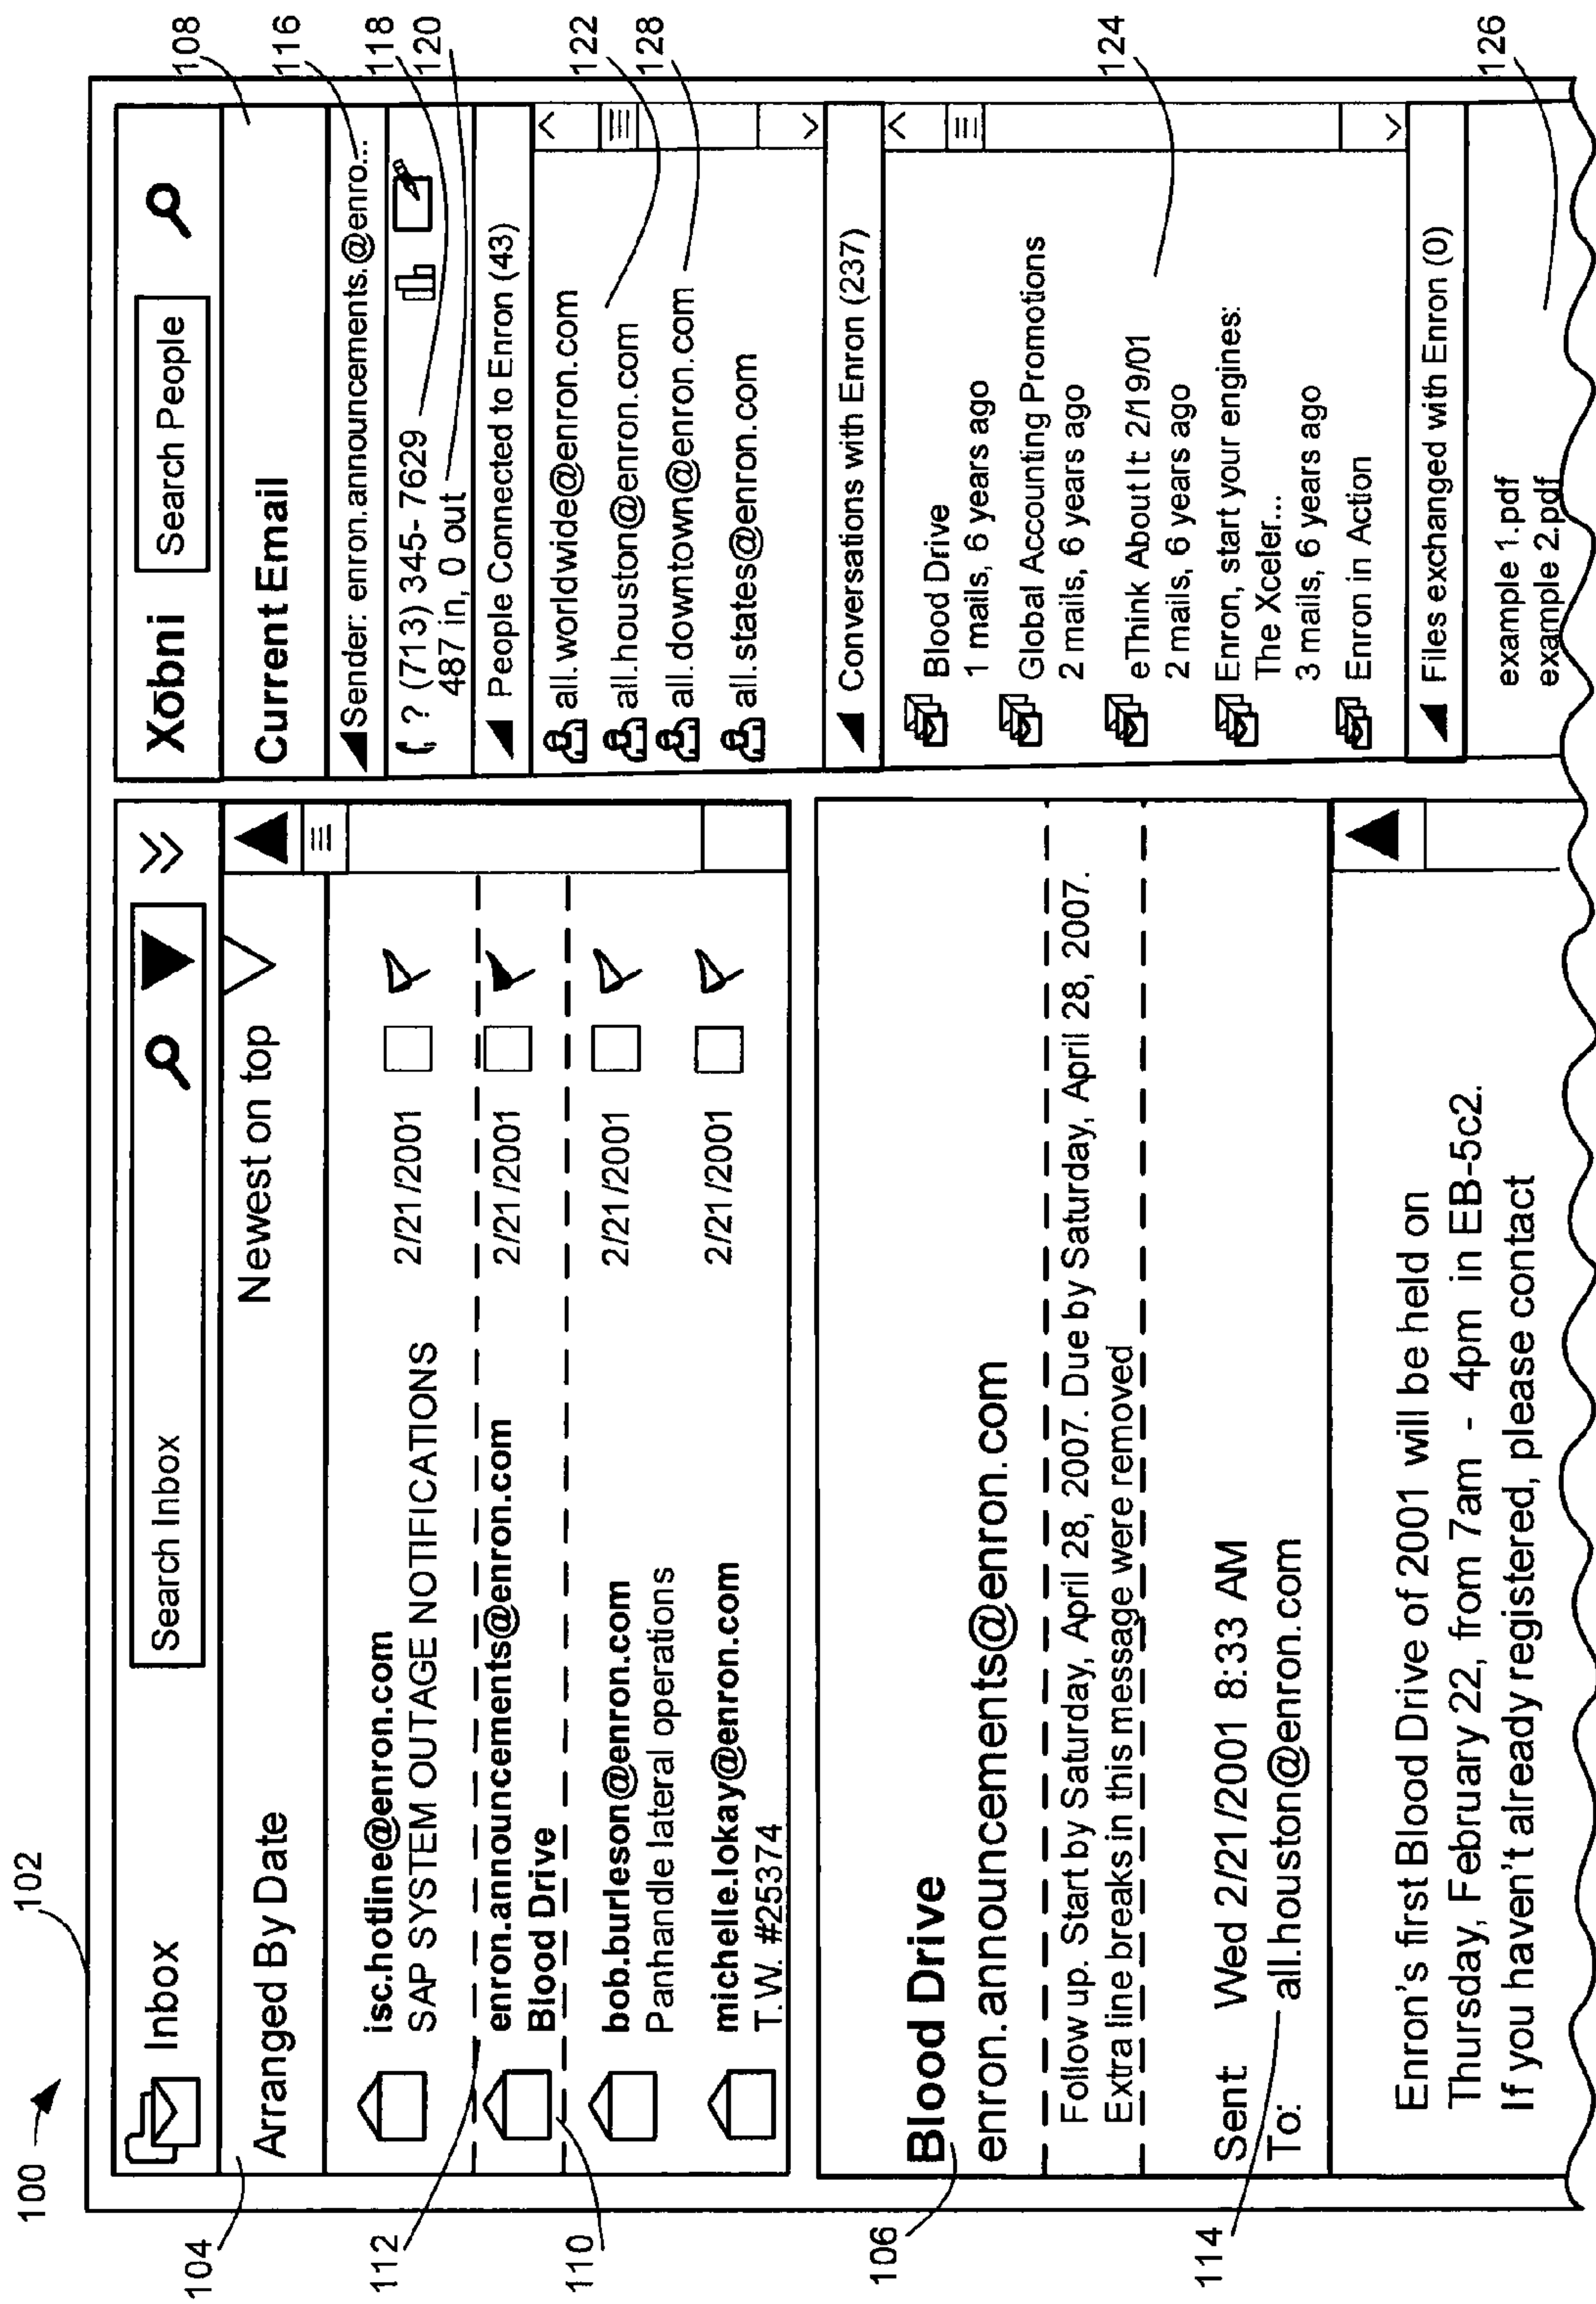 100
102
Inbox
Search Inbox
104
Arranged By Date
Newest on top
isc.hotline@enron.com
SAP SYSTEM OUTAGE NOTIFICATIONS
2/21/2001
112
enron.announcements@enron.com
Blood Drive
2/21/2001
110
bob.burleson@enron.com
Panhandle lateral operations
2/21/2001
michelle.lokay@enron.com
T.W. #25374
2/21/2001
106
Blood Drive
enron.announcements@enron.com
Follow up. Start by Saturday, April 28, 2007. Due by Saturday, April 28, 2007.
Extra line breaks in this message were removed
Sent: Wed 2/21/2001 8:33 AM
To: all.houston@enron.com
114
Enron's first Blood Drive of 2001 will be held on
Thursday, February 22, from 7am - 4pm in EB-5c2.
If you haven't already registered, please contact
Xobni
Search People
108
Current Email
116
Sender: enron.announcements.@enro...
118
? (713) 345-7629
120
487 in, 0 out
People Connected to Enron (43)
all.worldwide@enron.com
122
all.houston@enron.com
128
all.downtown@enron.com
all.states@enron.com
Conversations with Enron (237)
Blood Drive
1 mails, 6 years ago
Global Accounting Promotions
2 mails, 6 years ago
124
eThink About It: 2/19/01
2 mails, 6 years ago
Enron, start your engines:
The Xceler...
3 mails, 6 years ago
Enron in Action
Files exchanged with Enron (0)
126
example 1.pdf
example 2.pdf